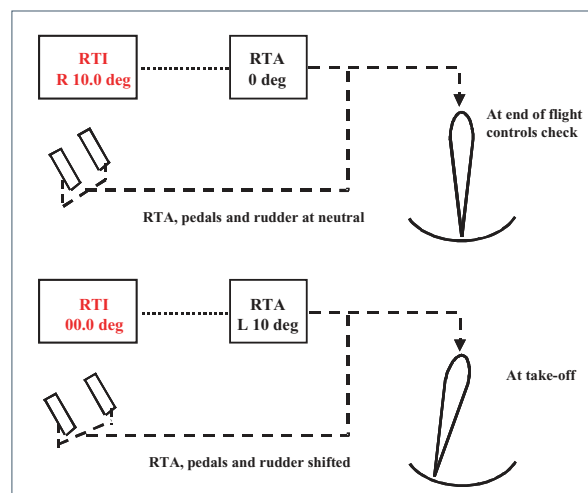 RTI
R 10.0 deg
RTA
0 deg
At end of flight
controls check
RTA, pedals and rudder at neutral
RTI
00.0 deg
RTA
L 10 deg
At take-off
RTA, pedals and rudder shifted